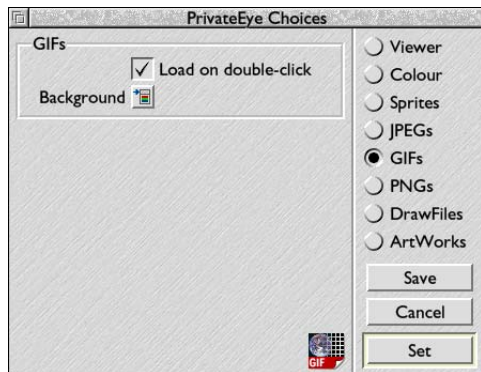 PrivateEye Choices
GIFs
Load on double-click
Background
Viewer
Colour
Sprites
JPEGs
GIFs
PNGs
DrawFiles
ArtWorks
Save
Cancel
Set
GIF